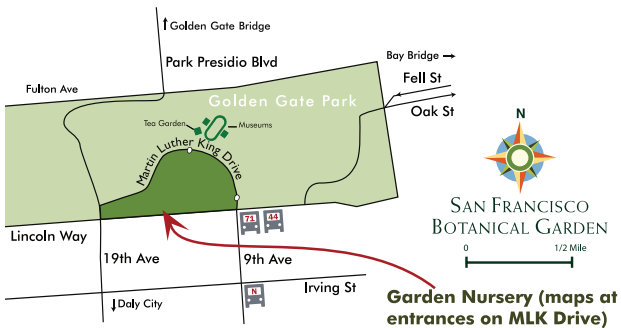 Golden Gate Bridge
Park Presidio Blvd
Bay Bridge
Fell St
Fulton Ave
Golden Gate Park
Oak St
Tea Garden
Museums
Martin Luther King Drive
N
SAN FRANCISCO
BOTANICAL GARDEN
71
44
Lincoln Way
0
1/2 Mile
19th Ave
9th Ave
N
Irving St
Daly City
Garden Nursery (maps at
entrances on MLK Drive)